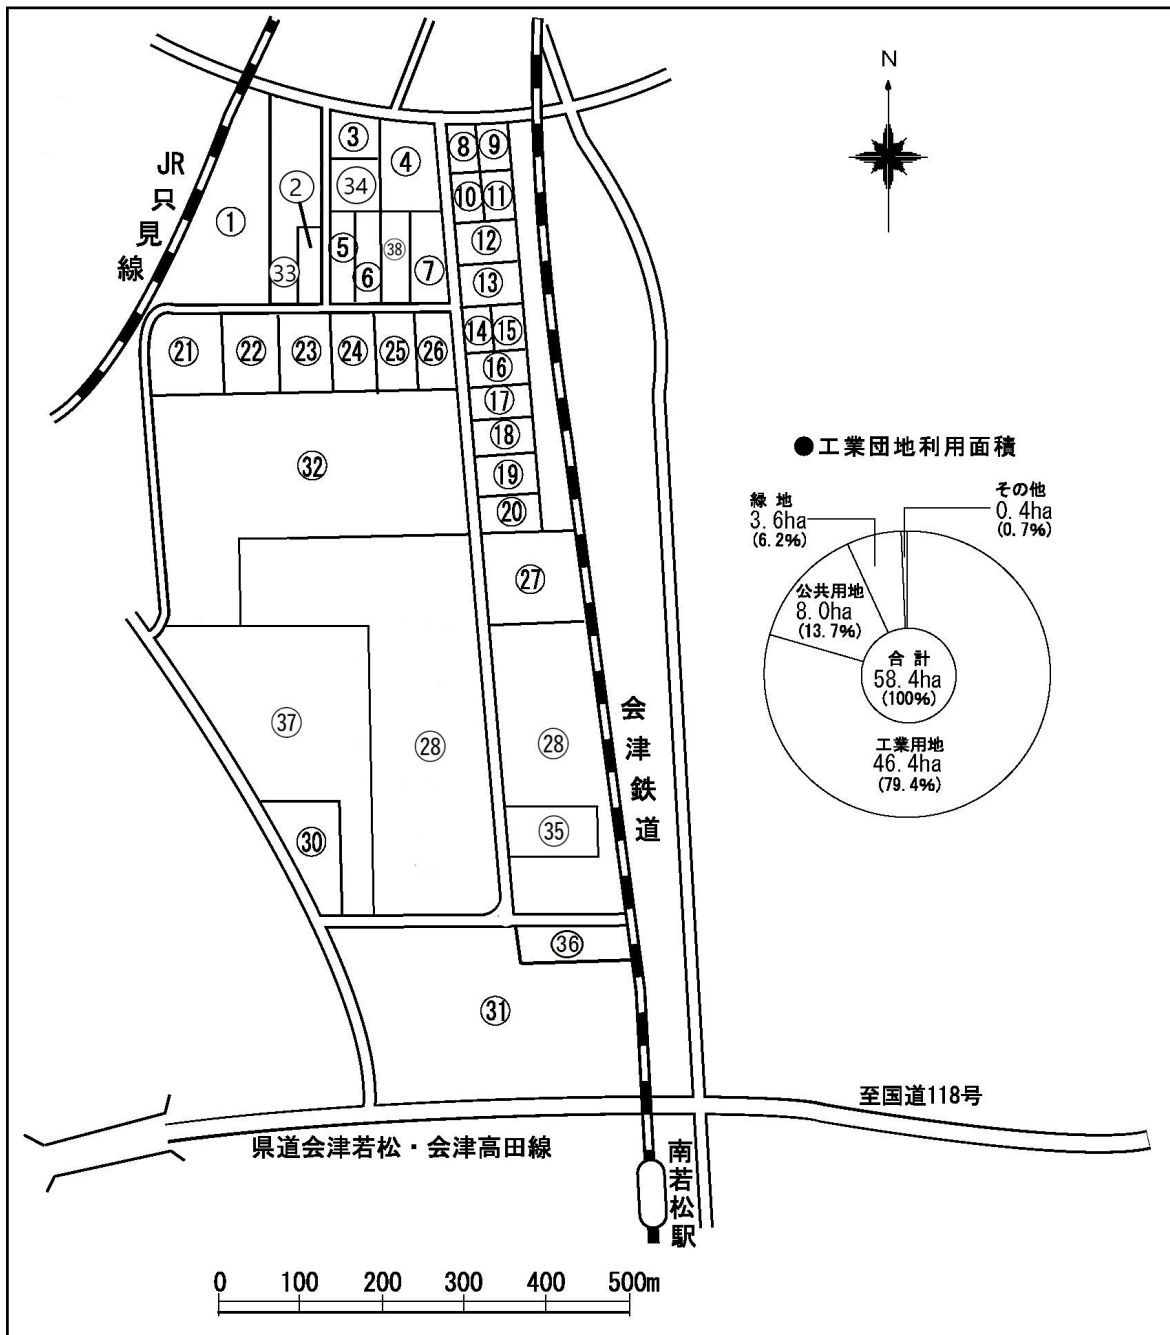 N
JR只見線
③
④
⑧
⑨
②
㉞
⑩
⑪
①
⑤
㊳
⑫
㉝
⑥
⑦
⑬
⑭
⑮
㉑
㉒
㉓
㉔
㉕
㉖
⑯
⑰
⑱
㉜
⑲
⑳
㉗
㊲
㉘
㉘
㉚
㉟
会津鉄道
㊱
㉛
●工業団地利用面積
緑地
3.6ha
(6.2%)
その他
0.4ha
(0.7%)
公共用地
8.0ha
(13.7%)
合計
58.4ha
(100%)
工業用地
46.4ha
(79.4%)
至国道118号
県道会津若松・会津高田線
南若松駅
0 100 200 300 400 500m